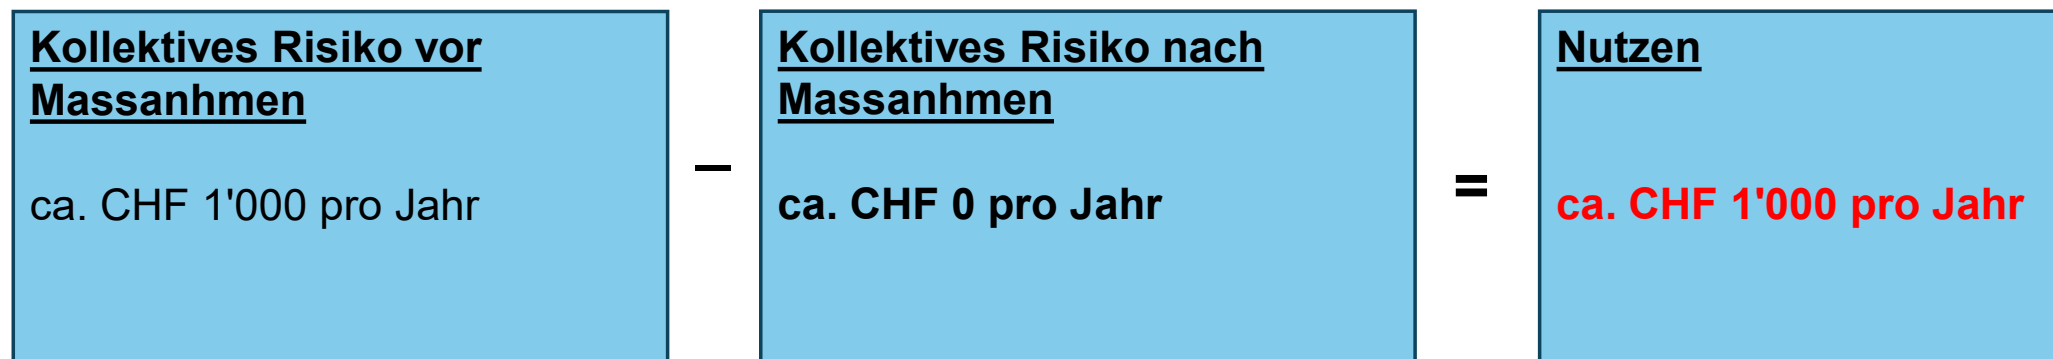 Kollektives Risiko vor
Massanhmen
ca. CHF 1'000 pro Jahr
–
Kollektives Risiko nach
Massanhmen
ca. CHF 0 pro Jahr
=
Nutzen
ca. CHF 1'000 pro Jahr